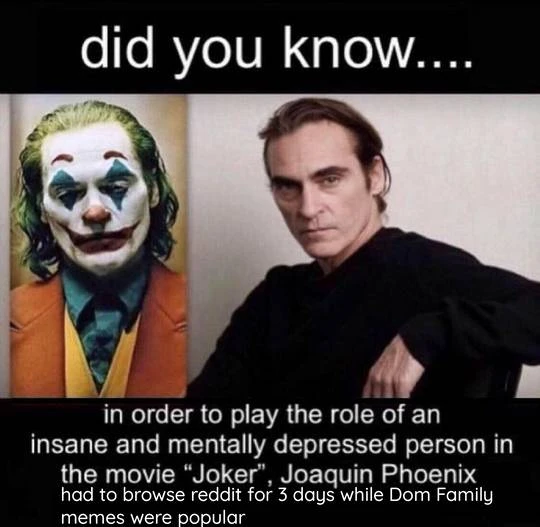 did you know....
in order to play the role of an
insane and mentally depressed person in
the movie “Joker”, Joaquin Phoenix
had to browse reddit for 3 days while Dom Family
memes were popular